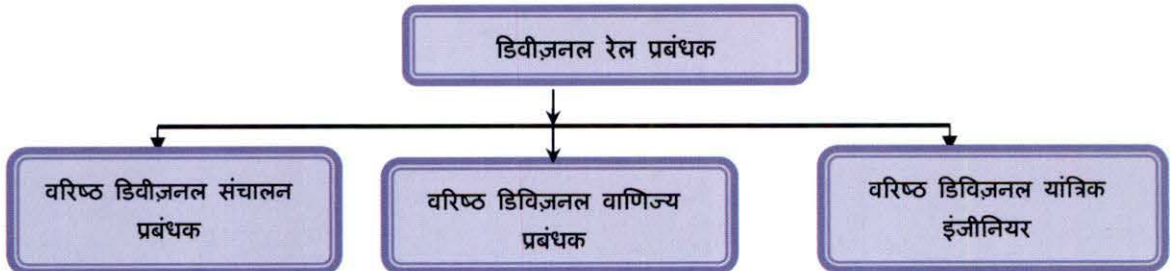 डिवीज़नल रेल प्रबंधक
वरिष्ठ डिवीज़नल संचालन
प्रबंधक
वरिष्ठ डिविज़नल वाणिज्य
प्रबंधक
वरिष्ठ डिविज़नल यांत्रिक
इंजीनियर